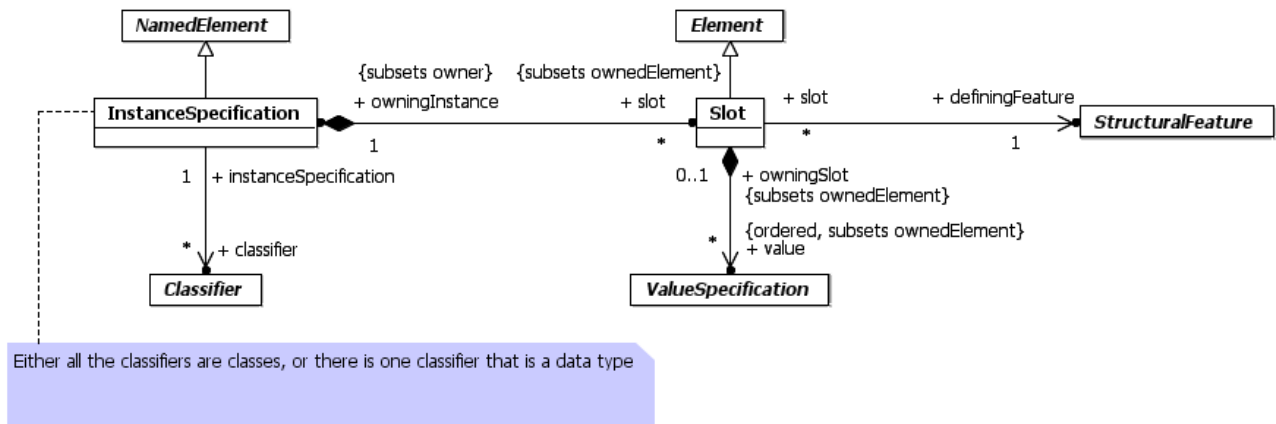 NamedElement
Element
{subsets owner}
{subsets ownedElement}
+ owningInstance
+ slot
+ slot
+ definingFeature
InstanceSpecification
Slot
StructuralFeature
1
*
*
1
1
+ instanceSpecification
0..1
+ owningSlot
{subsets ownedElement}
{ordered, subsets ownedElement}
*
+ classifier
*
+ value
Classifier
ValueSpecification
Either all the classifiers are classes, or there is one classifier that is a data type